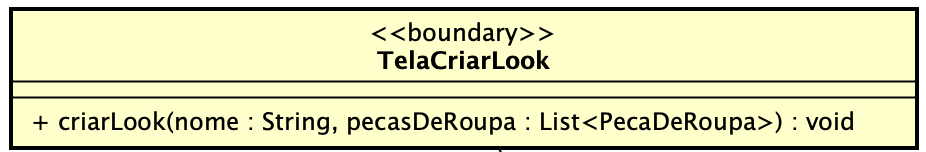 <<boundary>>
TelaCriarLook
+ criarLook(nome : String, pecasDeRoupa : List<PecaDeRoupa>) : void